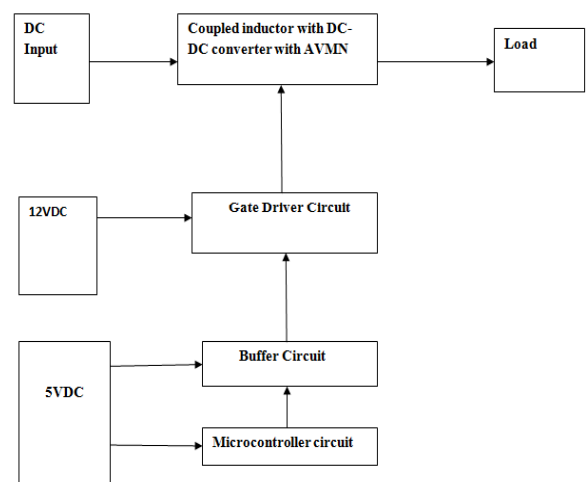 DC
Input
Coupled inductor with DC-
DC converter with AVMN
Load
12VDC
Gate Driver Circuit
Buffer Circuit
5VDC
Microcontroller circuit